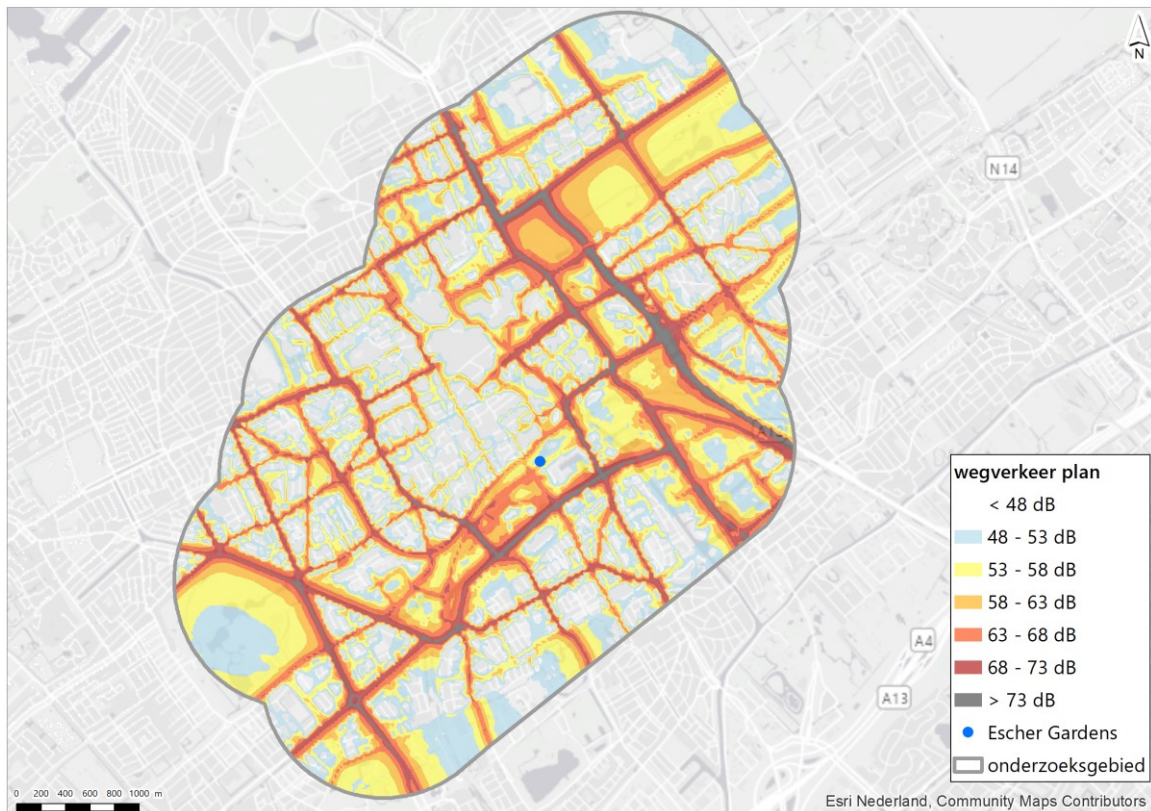 N
N14
A12
wegverkeer plan
< 48 dB
48 - 53 dB
53 - 58 dB
58 - 63 dB
63 - 68 dB
68 - 73 dB
> 73 dB
Escher Gardens
onderzoeksgebied
A4
A13
0 200 400 600 800 1000 m
Esri Nederland, Community Maps Contributors